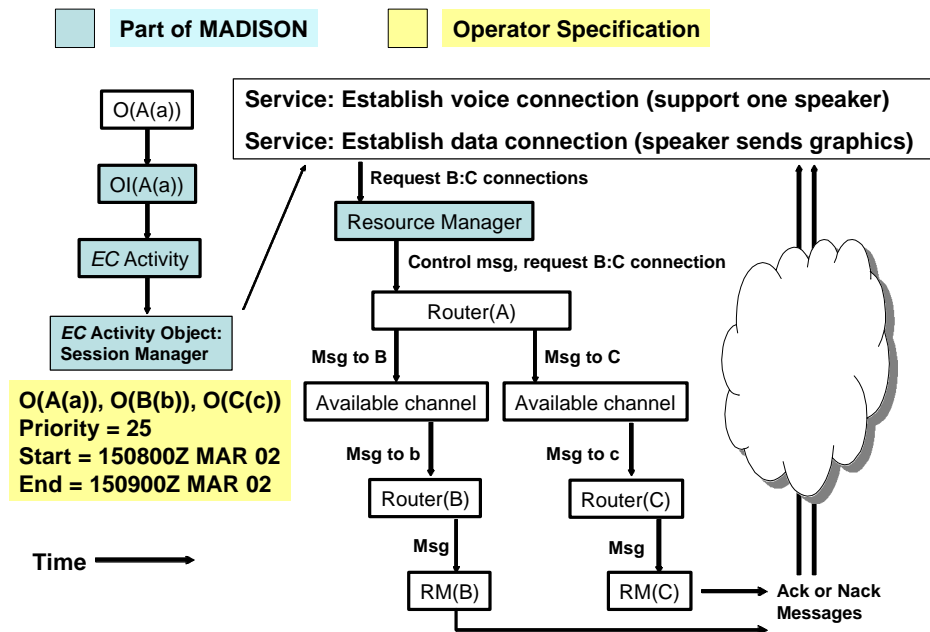 Part of MADISON
Operator Specification
O(A(a))
OI(A(a))
EC Activity
EC Activity Object:
Session Manager
O(A(a)), O(B(b)), O(C(c))
Priority = 25
Start = 150800Z MAR 02
End = 150900Z MAR 02
Time
Service: Establish voice connection (support one speaker)
Service: Establish data connection (speaker sends graphics)
Request B:C connections
Resource Manager
Control msg, request B:C connection
Router(A)
Msg to B
Msg to C
Available channel
Available channel
Msg to b
Msg to c
Router(B)
Router(C)
Msg
Msg
RM(B)
RM(C)
Ack or Nack
Messages